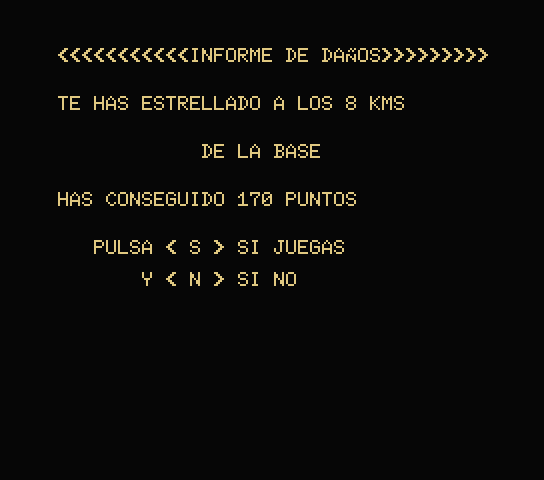 <<<<<<<<<<<INFORME DE DAÑOS>>>>>>>>>
TE HAS ESTRELLADO A LOS 8 KMS
DE LA BASE
HAS CONSEGUIDO 170 PUNTOS
PULSA < S > SI JUEGAS
Y < N > SI NO